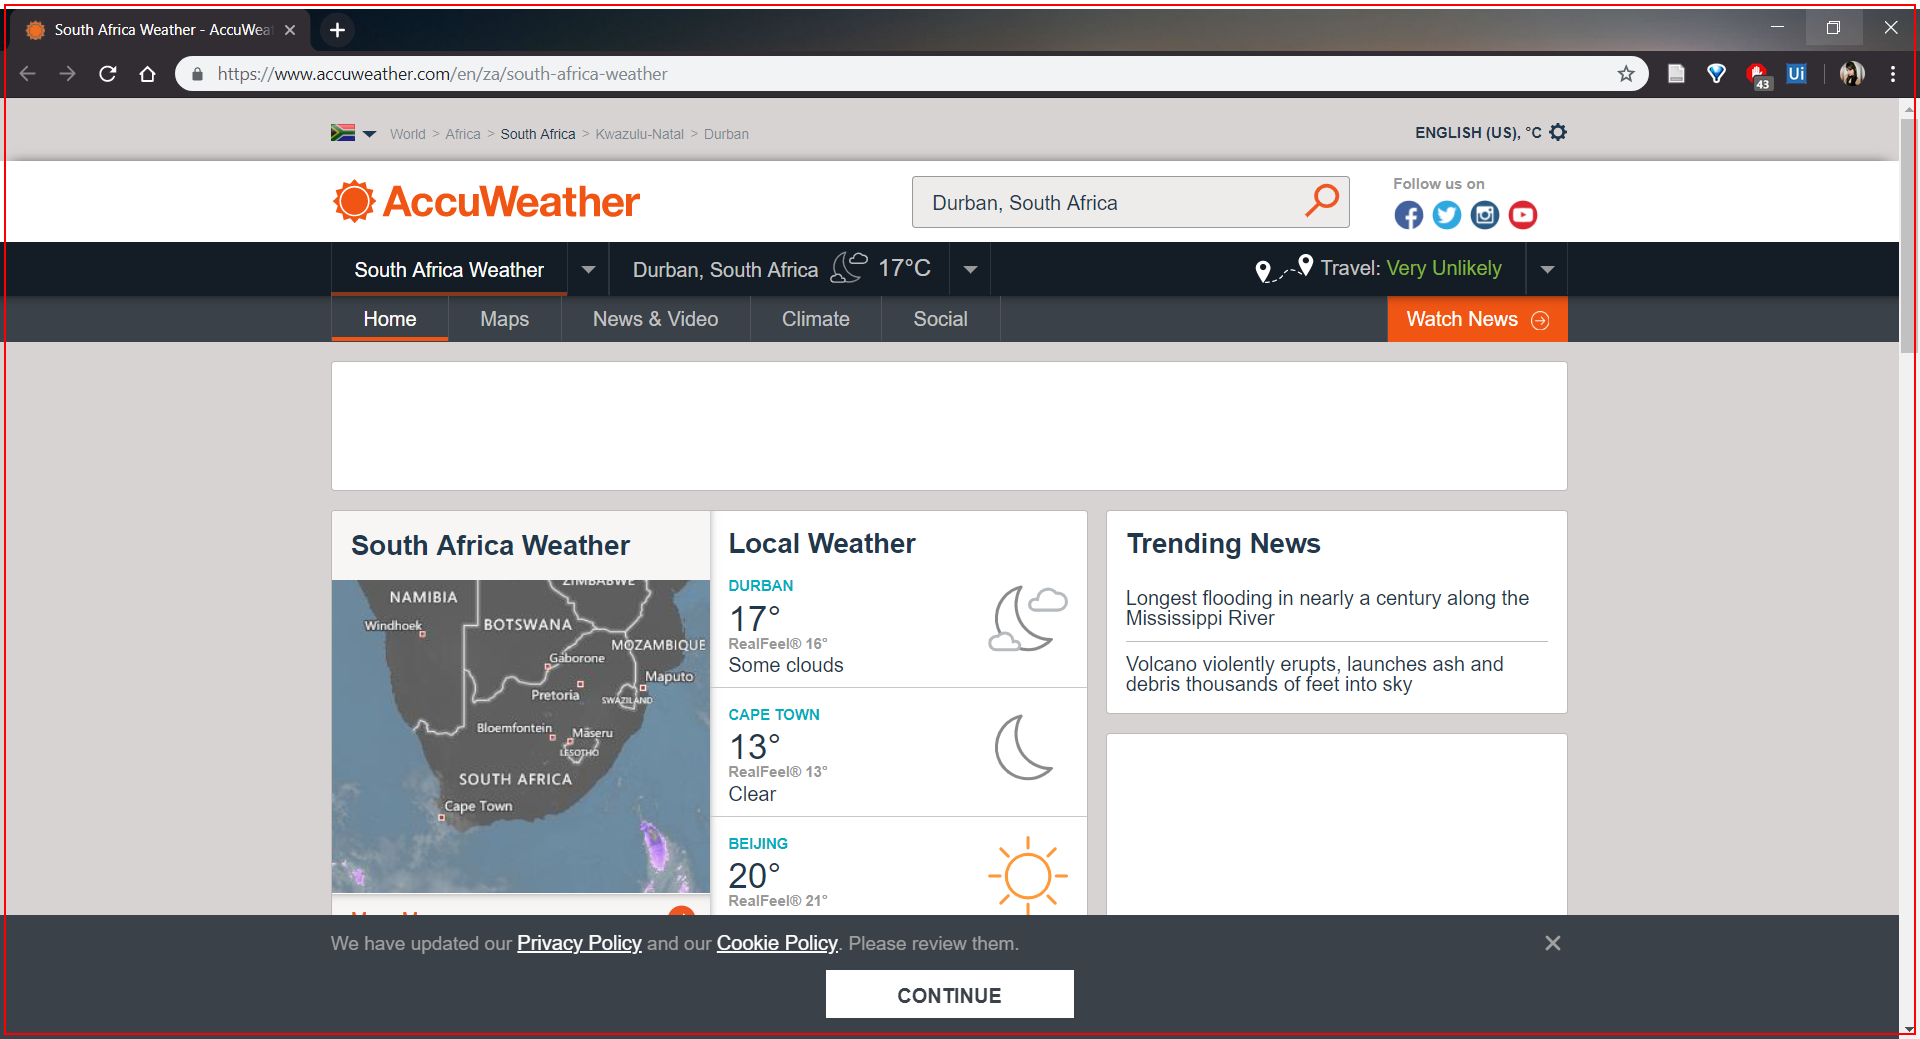 South Africa Weather - AccuWeat
https://www.accuweather.com/en/za/south-africa-weather
43
Ui
World > Africa > South Africa > Kwazulu-Natal > Durban
ENGLISH (US), °C
AccuWeather
Durban, South Africa
Follow us on
South Africa Weather
Durban, South Africa 17°C
Travel: Very Unlikely
Home
Maps
News & Video
Climate
Social
Watch News
South Africa Weather
ZIMBABWE
NAMIBIA
Windhoek
BOTSWANA
MOZAMBIQUE
Gaborone
Maputo
Pretoria
SWAZILAND
Bloemfontein
Maseru
LESOTHO
SOUTH AFRICA
Cape Town
Local Weather
DURBAN
17°
RealFeel® 16°
Some clouds
CAPE TOWN
13°
RealFeel® 13°
Clear
BEIJING
20°
RealFeel® 21°
Trending News
Longest flooding in nearly a century along the
Mississippi River
Volcano violently erupts, launches ash and
debris thousands of feet into sky
We have updated our Privacy Policy and our Cookie Policy. Please review them.
CONTINUE